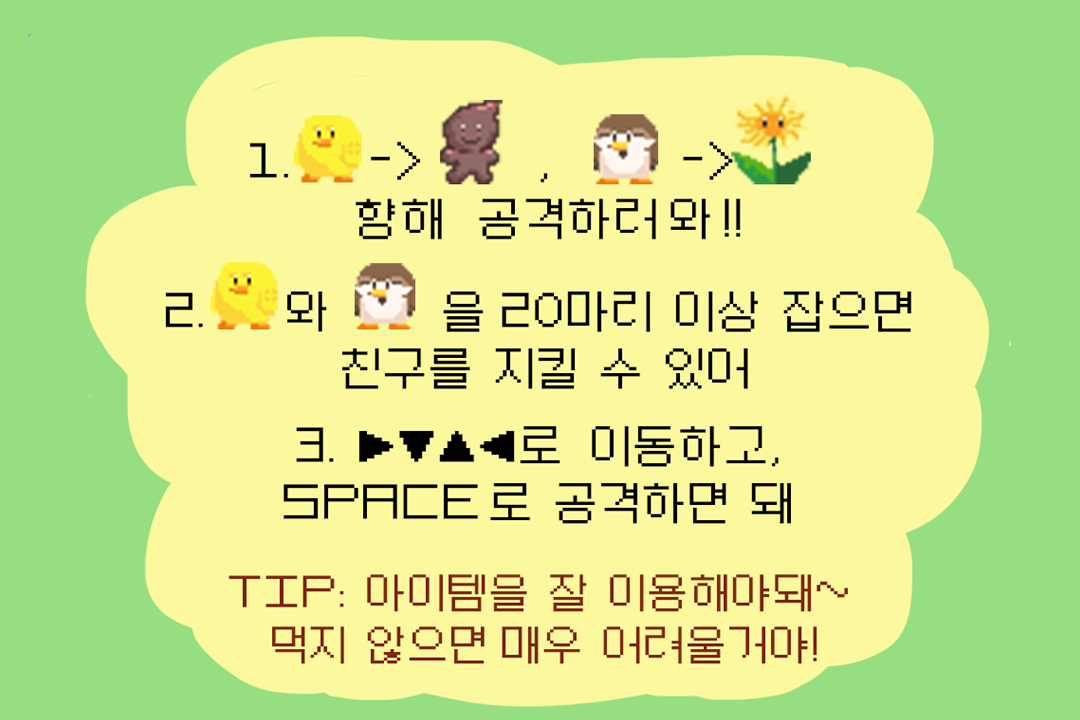 1. -> , ->
향해 공격하러와!!
2. 와 을 20마리 이상 잡으면
친구를 지킬 수 있어
3. ▶▼▲◀로 이동하고,
SPACE로 공격하면 돼
TIP: 아이템을 잘 이용해야돼~
먹지 않으면 매우 어려울거야!